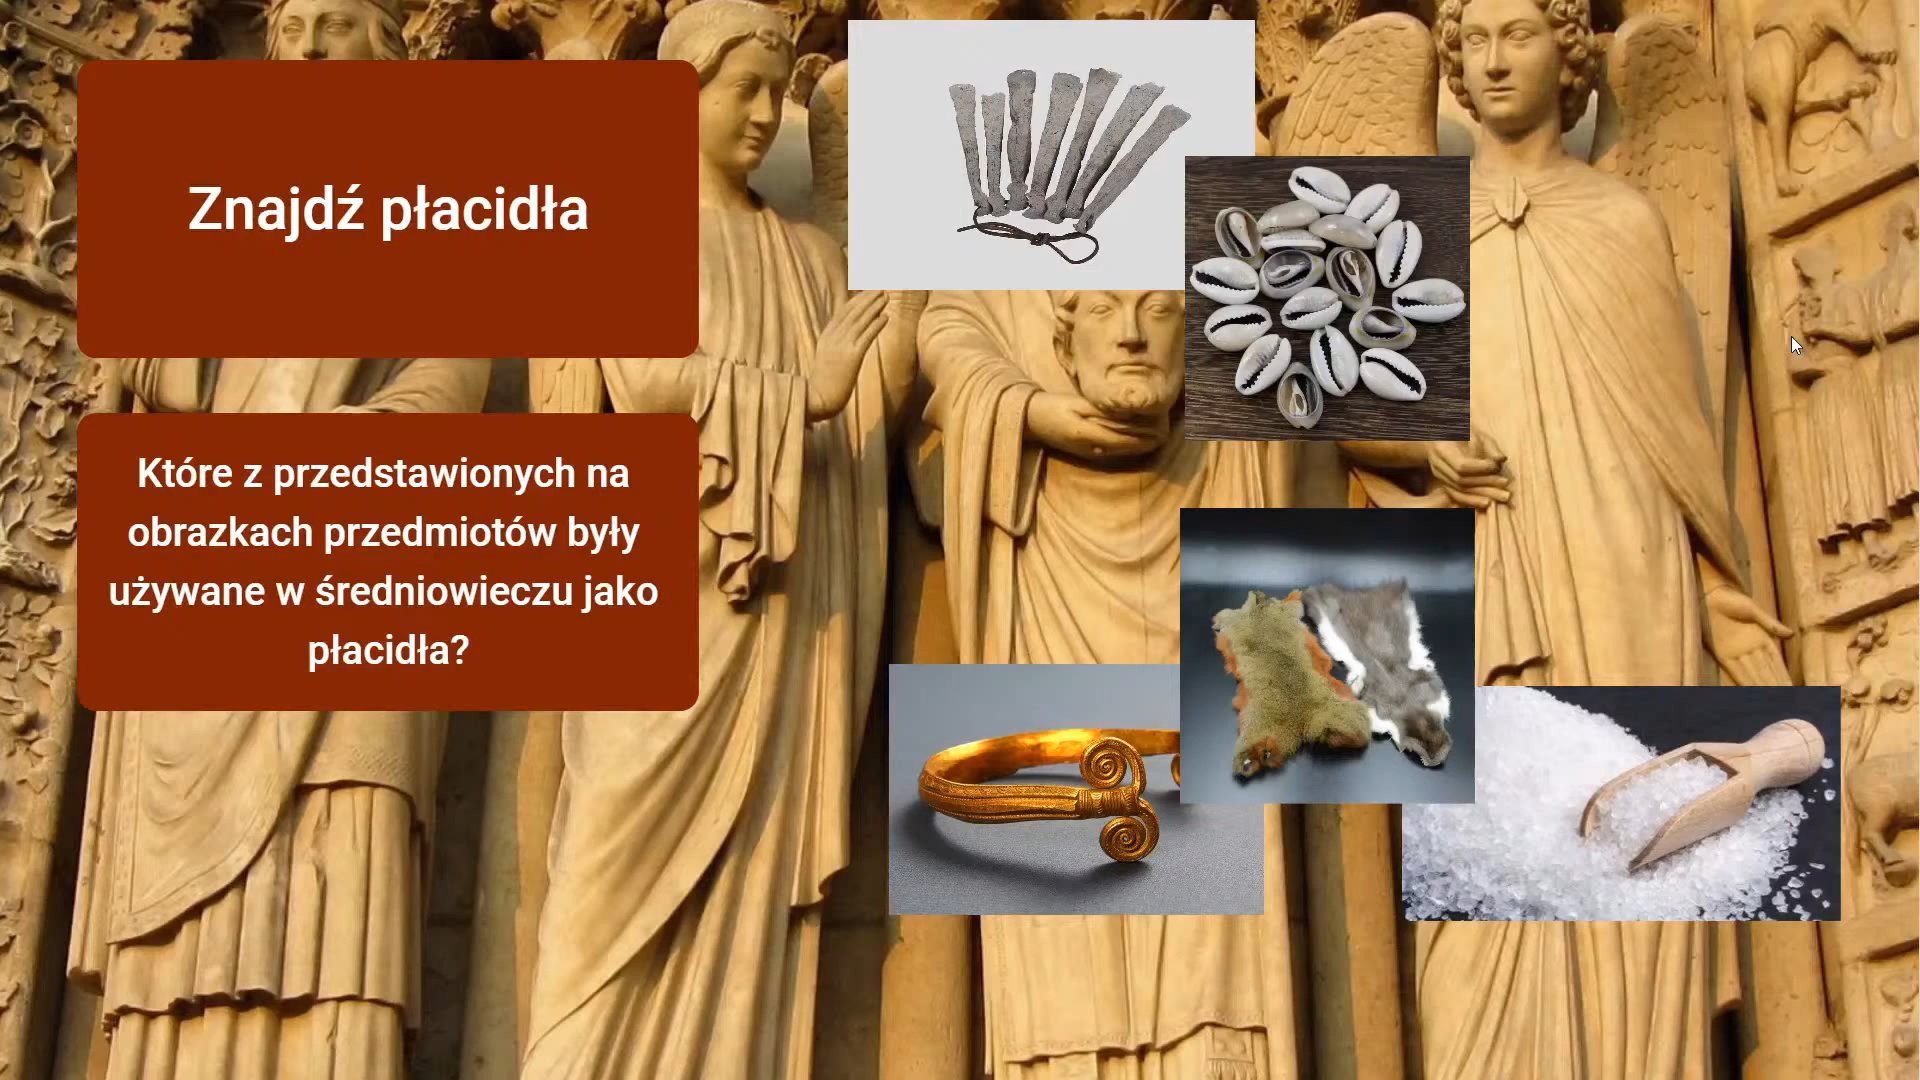 Znajdź płacidła
Które z przedstawionych na
obrazkach przedmiotów były
używane w średniowieczu jako
płacidła?